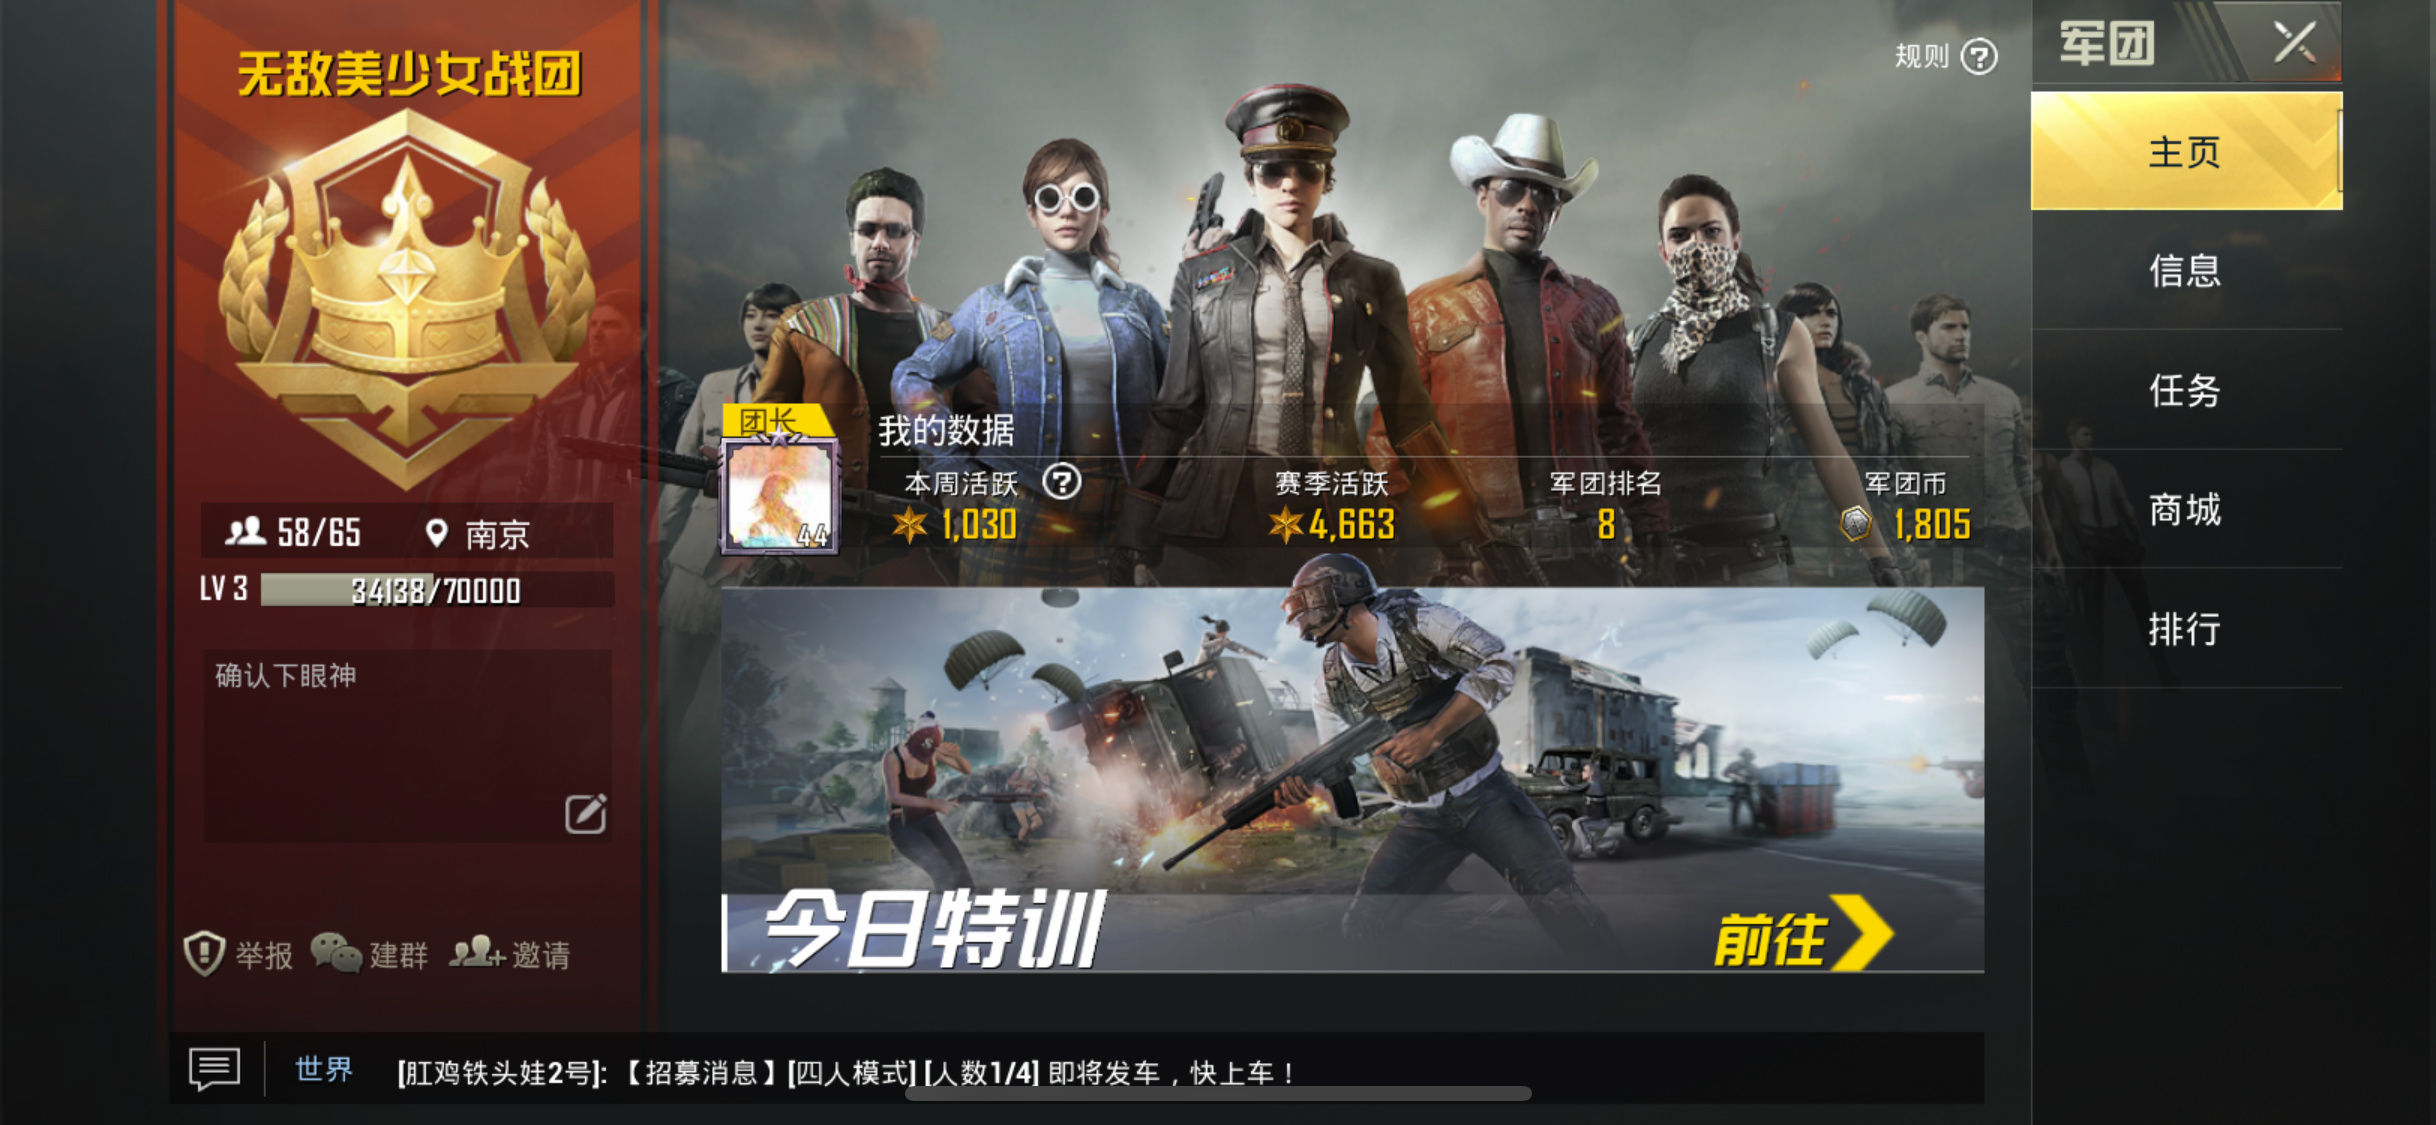 无敌美少女战团
58/65 南京
LV 3 34138/70000
确认下眼神
举报 建群 邀请
规则 ?
团长
44
我的数据
本周活跃 ? 赛季活跃 军团排名 军团币
1,030 4,663 8 1,805
今日特训
前往
军团
主页
信息
任务
商城
排行
世界 [肛鸡铁头娃2号]:【招募消息】[四人模式][人数1/4] 即将发车，快上车！